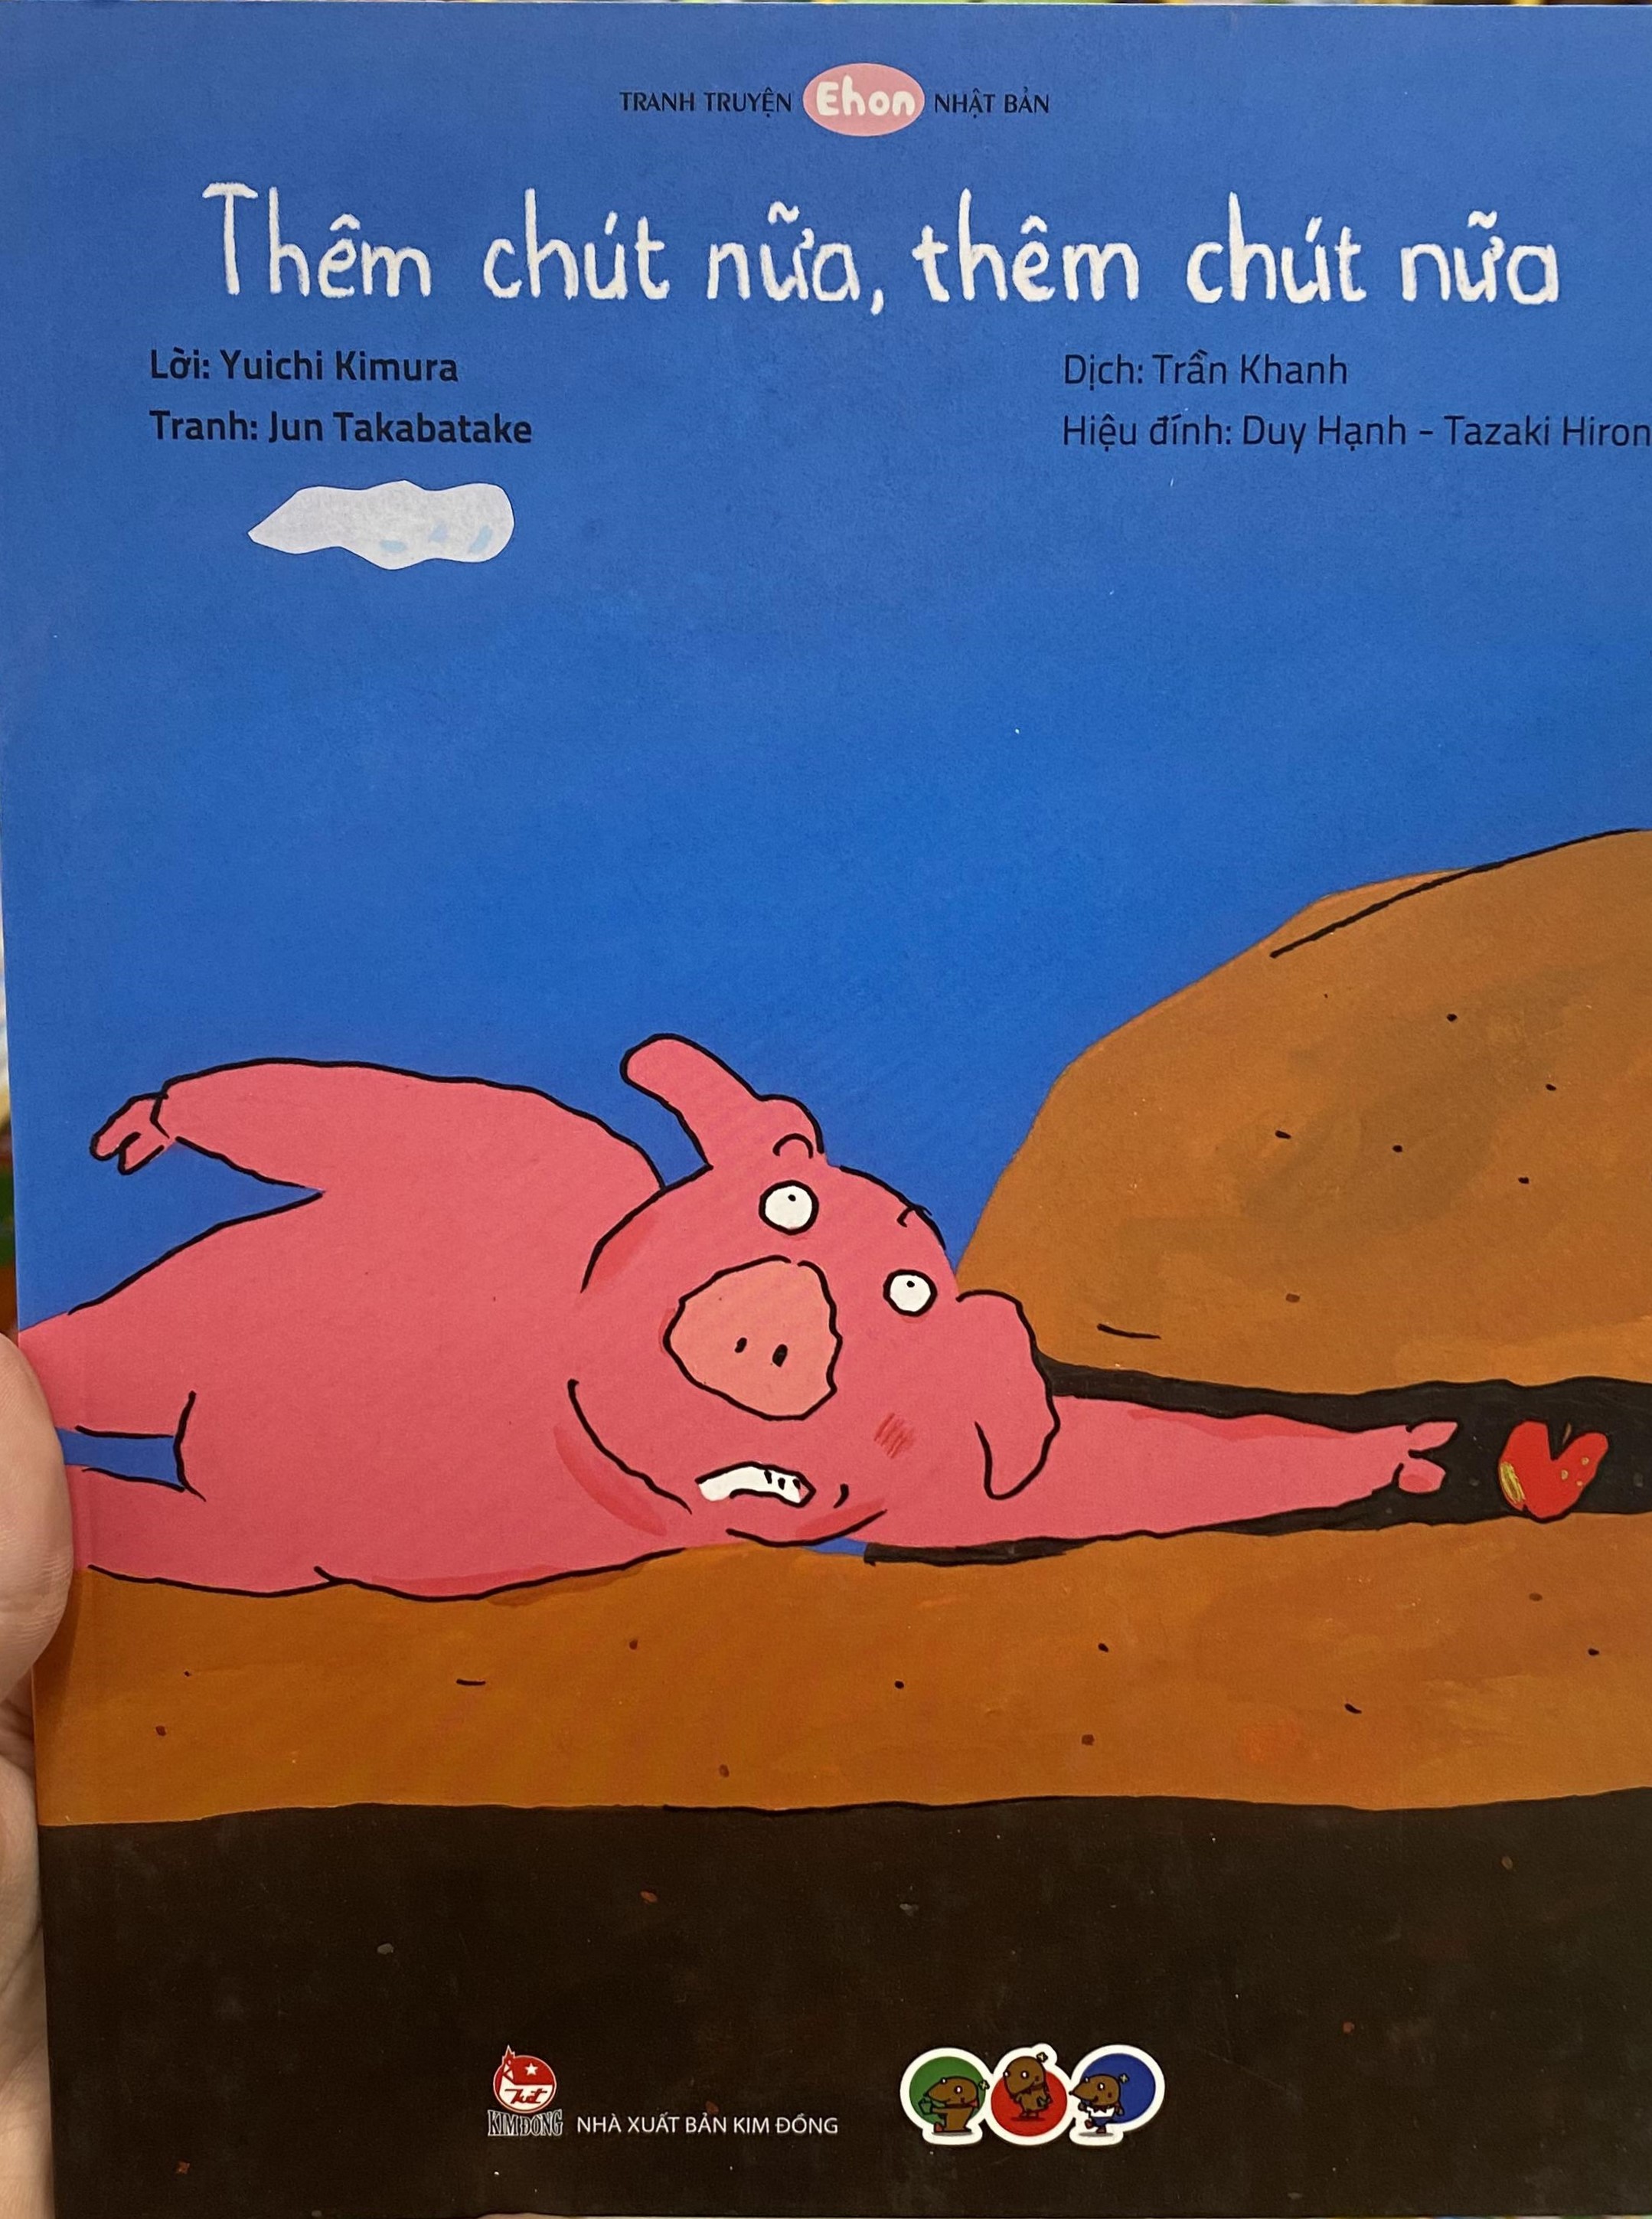 TRANH TRUYỆN Ehon NHẬT BẢN
Thêm chút nữa, thêm chút nữa
Lời: Yuichi Kimura
Tranh: Jun Takabatake
Dịch: Trần Khanh
Hiệu đính: Duy Hạnh - Tazaki Hiron
KIM ĐỒNG
NHÀ XUẤT BẢN KIM ĐỒNG